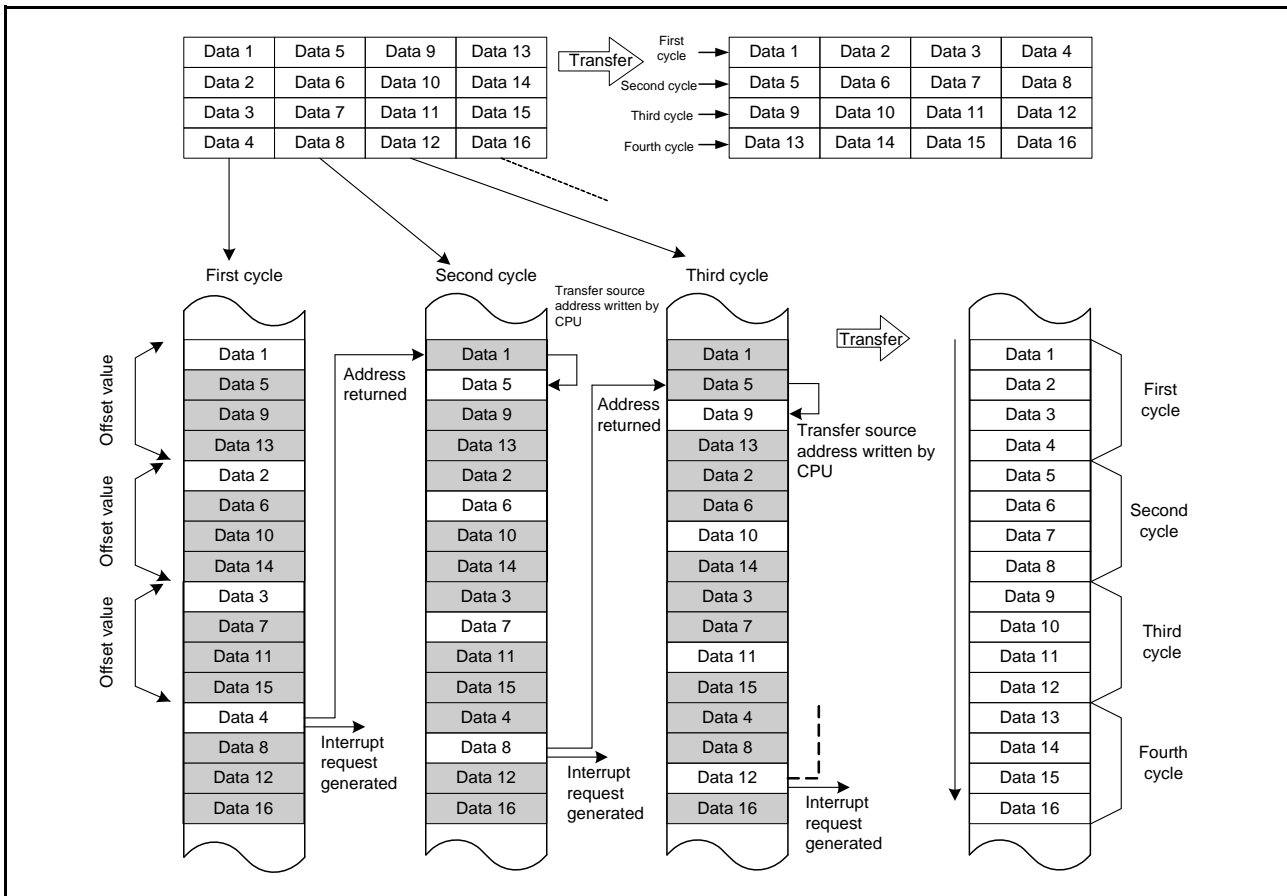 Data 1 Data 5 Data 9 Data 13
Data 2 Data 6 Data 10 Data 14
Data 3 Data 7 Data 11 Data 15
Data 4 Data 8 Data 12 Data 16
Transfer
First
cycle
Second cycle
Third cycle
Fourth cycle
Data 1 Data 2 Data 3 Data 4
Data 5 Data 6 Data 7 Data 8
Data 9 Data 10 Data 11 Data 12
Data 13 Data 14 Data 15 Data 16
First cycle
Offset value
Offset value
Offset value
Data 1
Data 5
Data 9
Data 13
Data 2
Data 6
Data 10
Data 14
Data 3
Data 7
Data 11
Data 15
Data 4
Data 8
Data 12
Data 16
Address
returned
Interrupt
request
generated
Second cycle
Transfer source
address written by
CPU
Data 1
Data 5
Data 9
Data 13
Data 2
Data 6
Data 10
Data 14
Data 3
Data 7
Data 11
Data 15
Data 4
Data 8
Data 12
Data 16
Address
returned
Interrupt
request
generated
Third cycle
Data 1
Data 5
Data 9
Data 13
Data 2
Data 6
Data 10
Data 14
Data 3
Data 7
Data 11
Data 15
Data 4
Data 8
Data 12
Data 16
Transfer source
address written by
CPU
Interrupt
request
generated
Transfer
Data 1
Data 2
Data 3
Data 4
Data 5
Data 6
Data 7
Data 8
Data 9
Data 10
Data 11
Data 12
Data 13
Data 14
Data 15
Data 16
First
cycle
Second
cycle
Third
cycle
Fourth
cycle